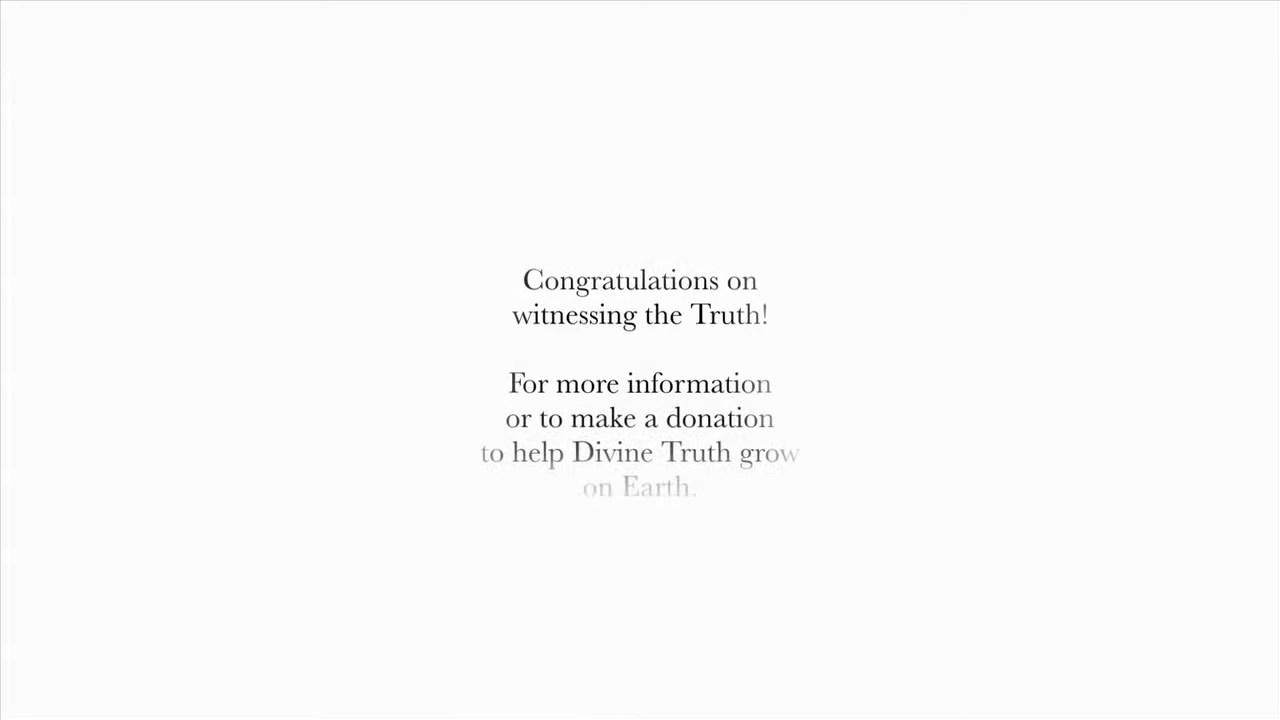 Congratulations on
witnessing the Truth!
For more information
or to make a donation
to help Divine Truth grow
on Earth.